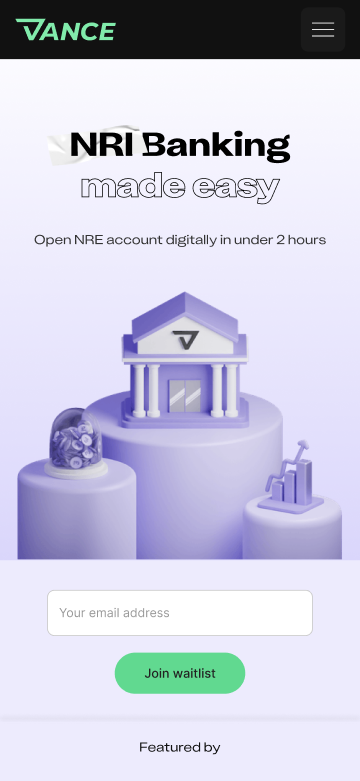 VANCE
NRI Banking
made easy
Open NRE account digitally in under 2 hours
Your email address
Join waitlist
Featured by